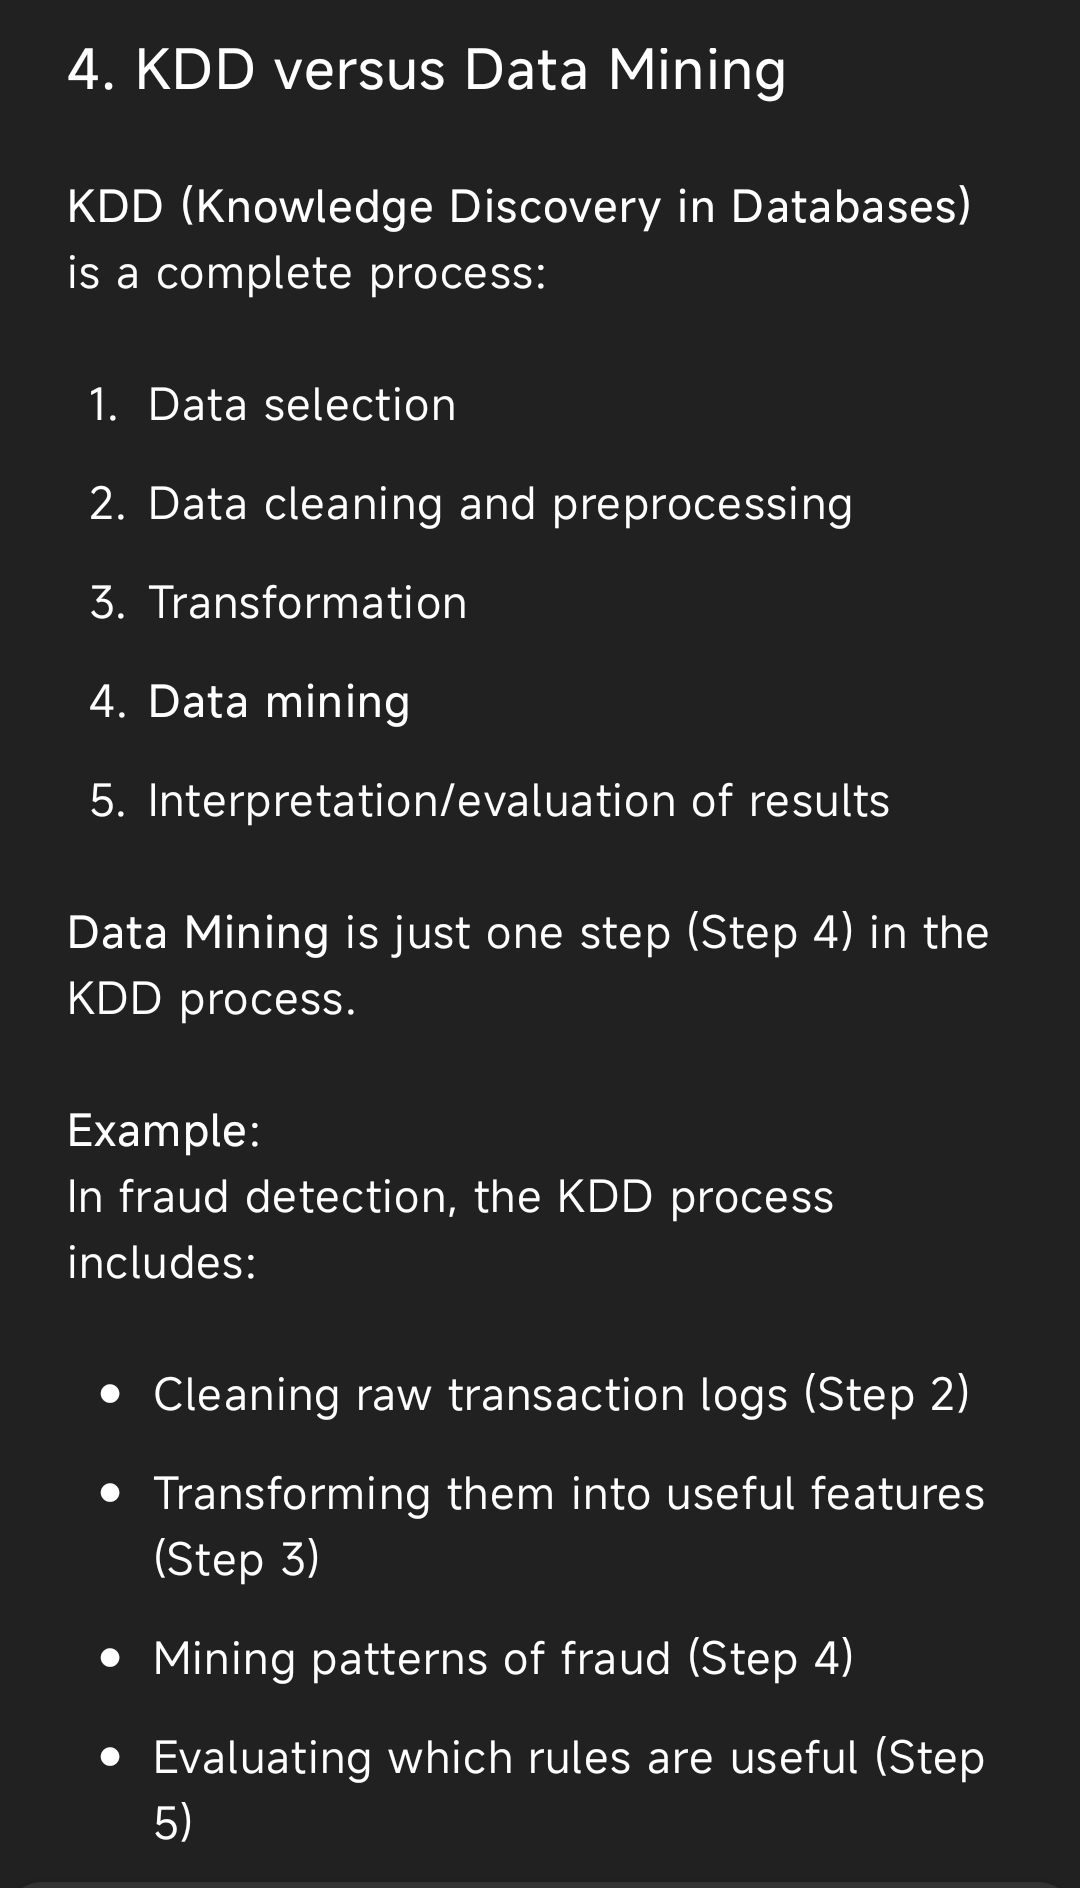 4. KDD versus Data Mining
KDD (Knowledge Discovery in Databases)
is a complete process:
1. Data selection
2. Data cleaning and preprocessing
3. Transformation
4. Data mining
5. Interpretation/evaluation of results
Data Mining is just one step (Step 4) in the
KDD process.
Example:
In fraud detection, the KDD process
includes:
• Cleaning raw transaction logs (Step 2)
• Transforming them into useful features
(Step 3)
• Mining patterns of fraud (Step 4)
• Evaluating which rules are useful (Step
5)